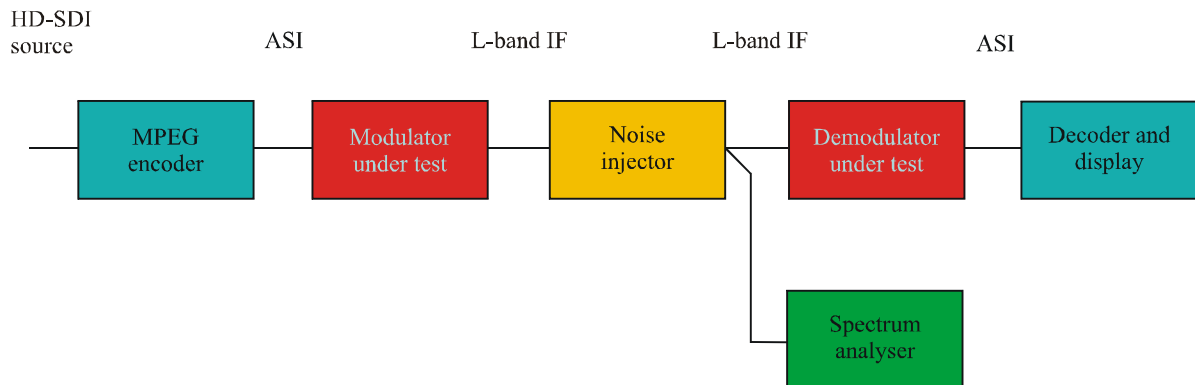 HD-SDI
source
ASI
L-band IF
L-band IF
ASI
MPEG
encoder
Modulator
under test
Noise
injector
Demodulator
under test
Decoder and
display
Spectrum
analyser